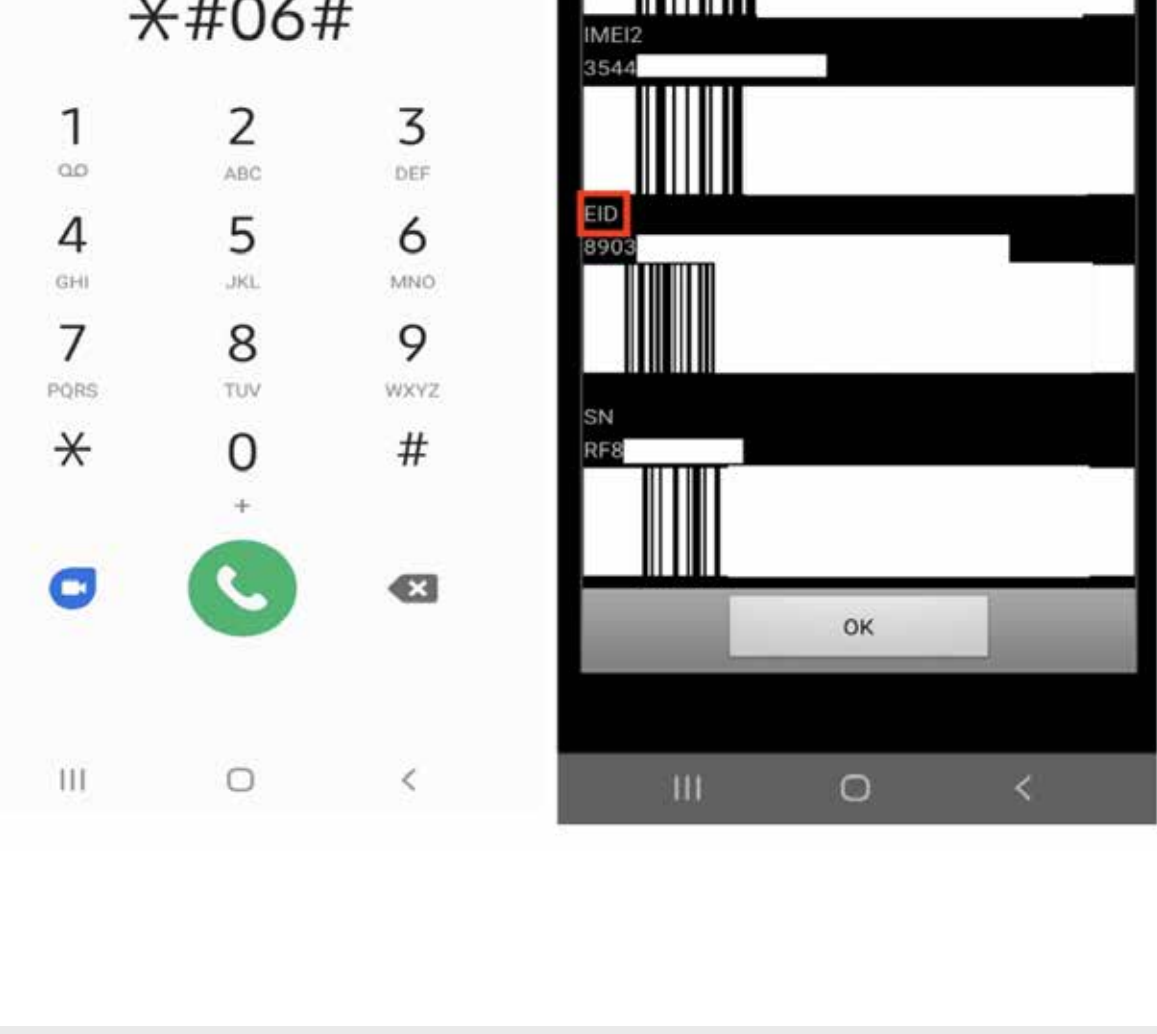 *#06#
1 2 3
ABC DEF
4 5 6
GHI JKL MNO
7 8 9
PQRS TUV WXYZ
* 0 #
+
IMEI2
3544
EID
8903
SN
RF8
OK